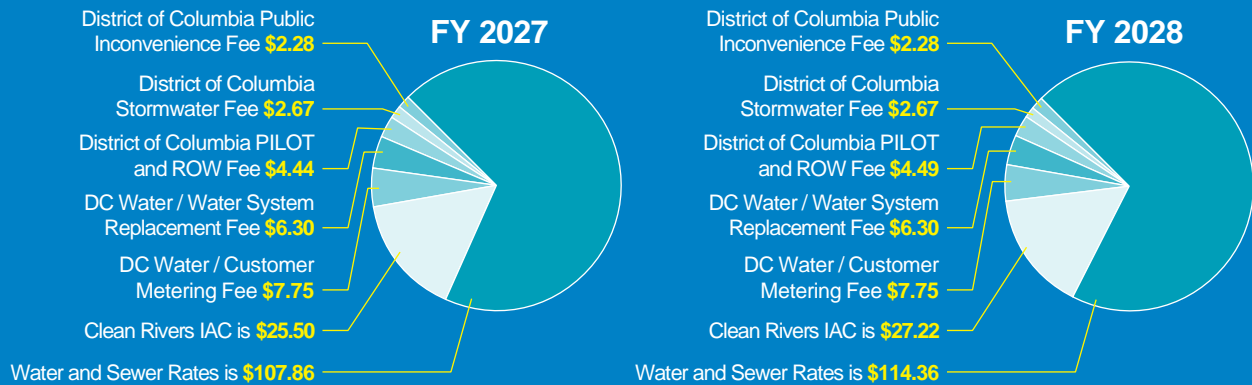 FY 2027
District of Columbia Public
Inconvenience Fee $2.28
District of Columbia
Stormwater Fee $2.67
District of Columbia PILOT
and ROW Fee $4.44
DC Water / Water System
Replacement Fee $6.30
DC Water / Customer
Metering Fee $7.75
Clean Rivers IAC is $25.50
Water and Sewer Rates is $107.86
FY 2028
District of Columbia Public
Inconvenience Fee $2.28
District of Columbia
Stormwater Fee $2.67
District of Columbia PILOT
and ROW Fee $4.49
DC Water / Water System
Replacement Fee $6.30
DC Water / Customer
Metering Fee $7.75
Clean Rivers IAC is $27.22
Water and Sewer Rates is $114.36